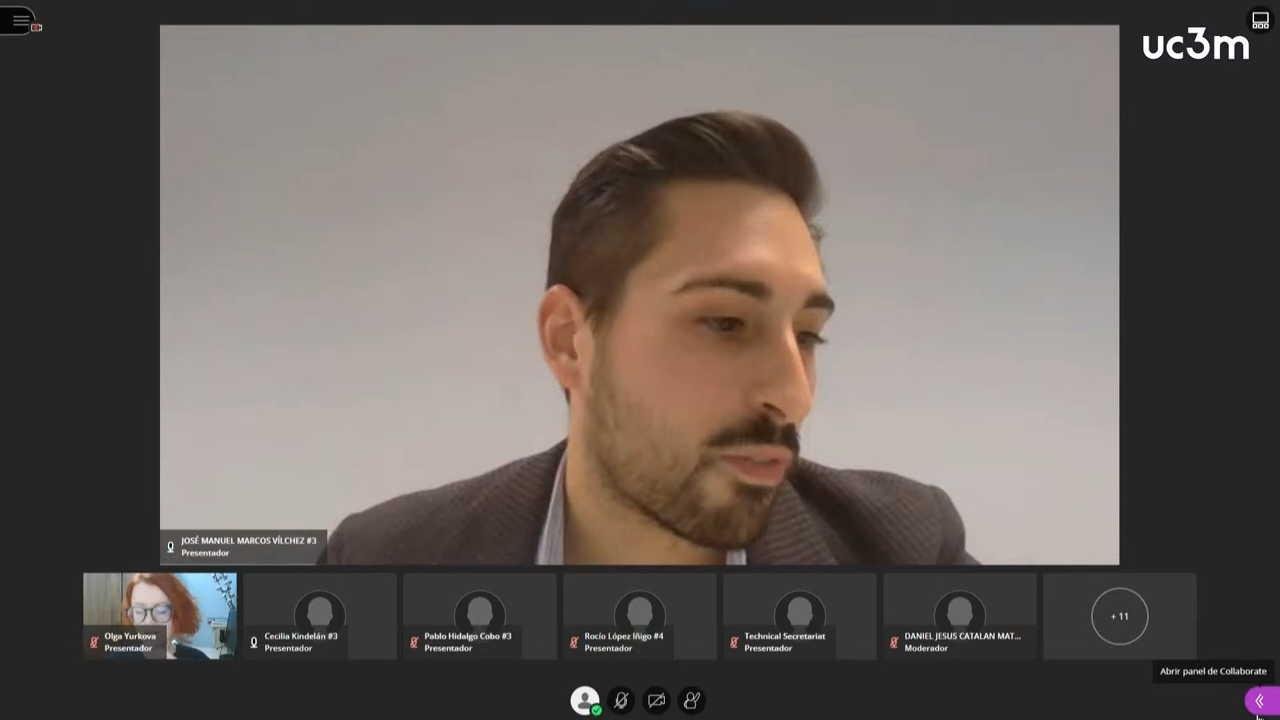 uc3m
JOSÉ MANUEL MARCOS VÍLCHEZ #3
Presentador
Olga Yurkova
Presentador
Cecilia Kindelán #3
Presentador
Pablo Hidalgo Cobo #3
Presentador
Rocío López Iñigo #4
Presentador
Technical Secretariat
Presentador
DANIEL JESUS CATALAN MAT...
Moderador
+ 11
Abrir panel de Collaborate